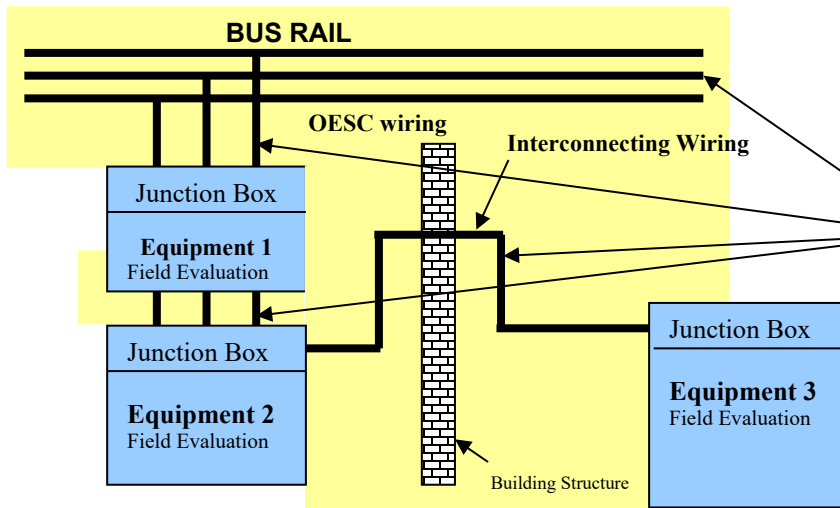 BUS RAIL
OESC wiring
Interconnecting Wiring
Junction Box
Equipment 1
Field Evaluation
Junction Box
Equipment 2
Field Evaluation
Junction Box
Equipment 3
Field Evaluation
Building Structure